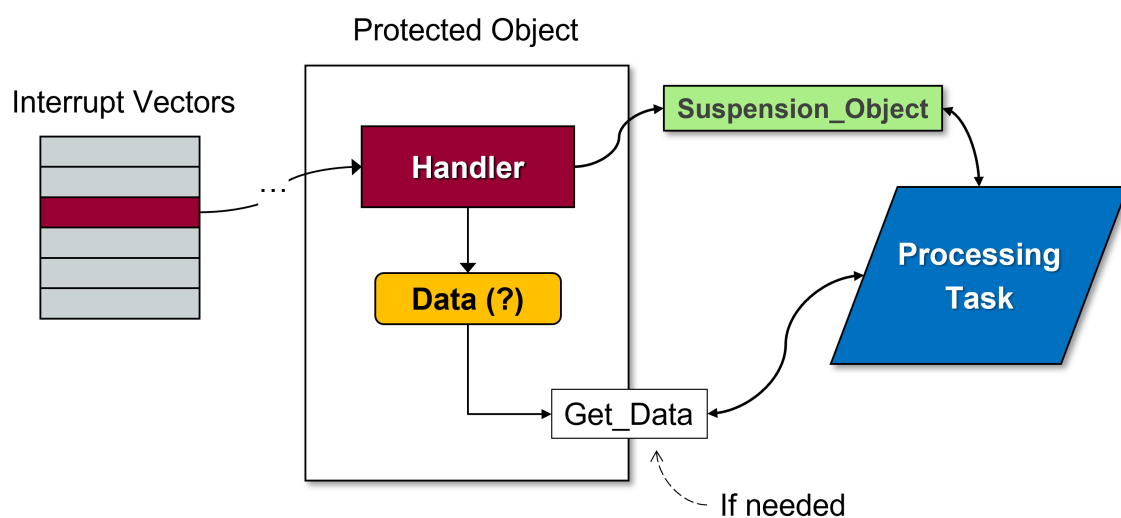 Protected Object
Interrupt Vectors
Suspension_Object
Handler
...
Processing
Task
Data (?)
Get_Data
If needed